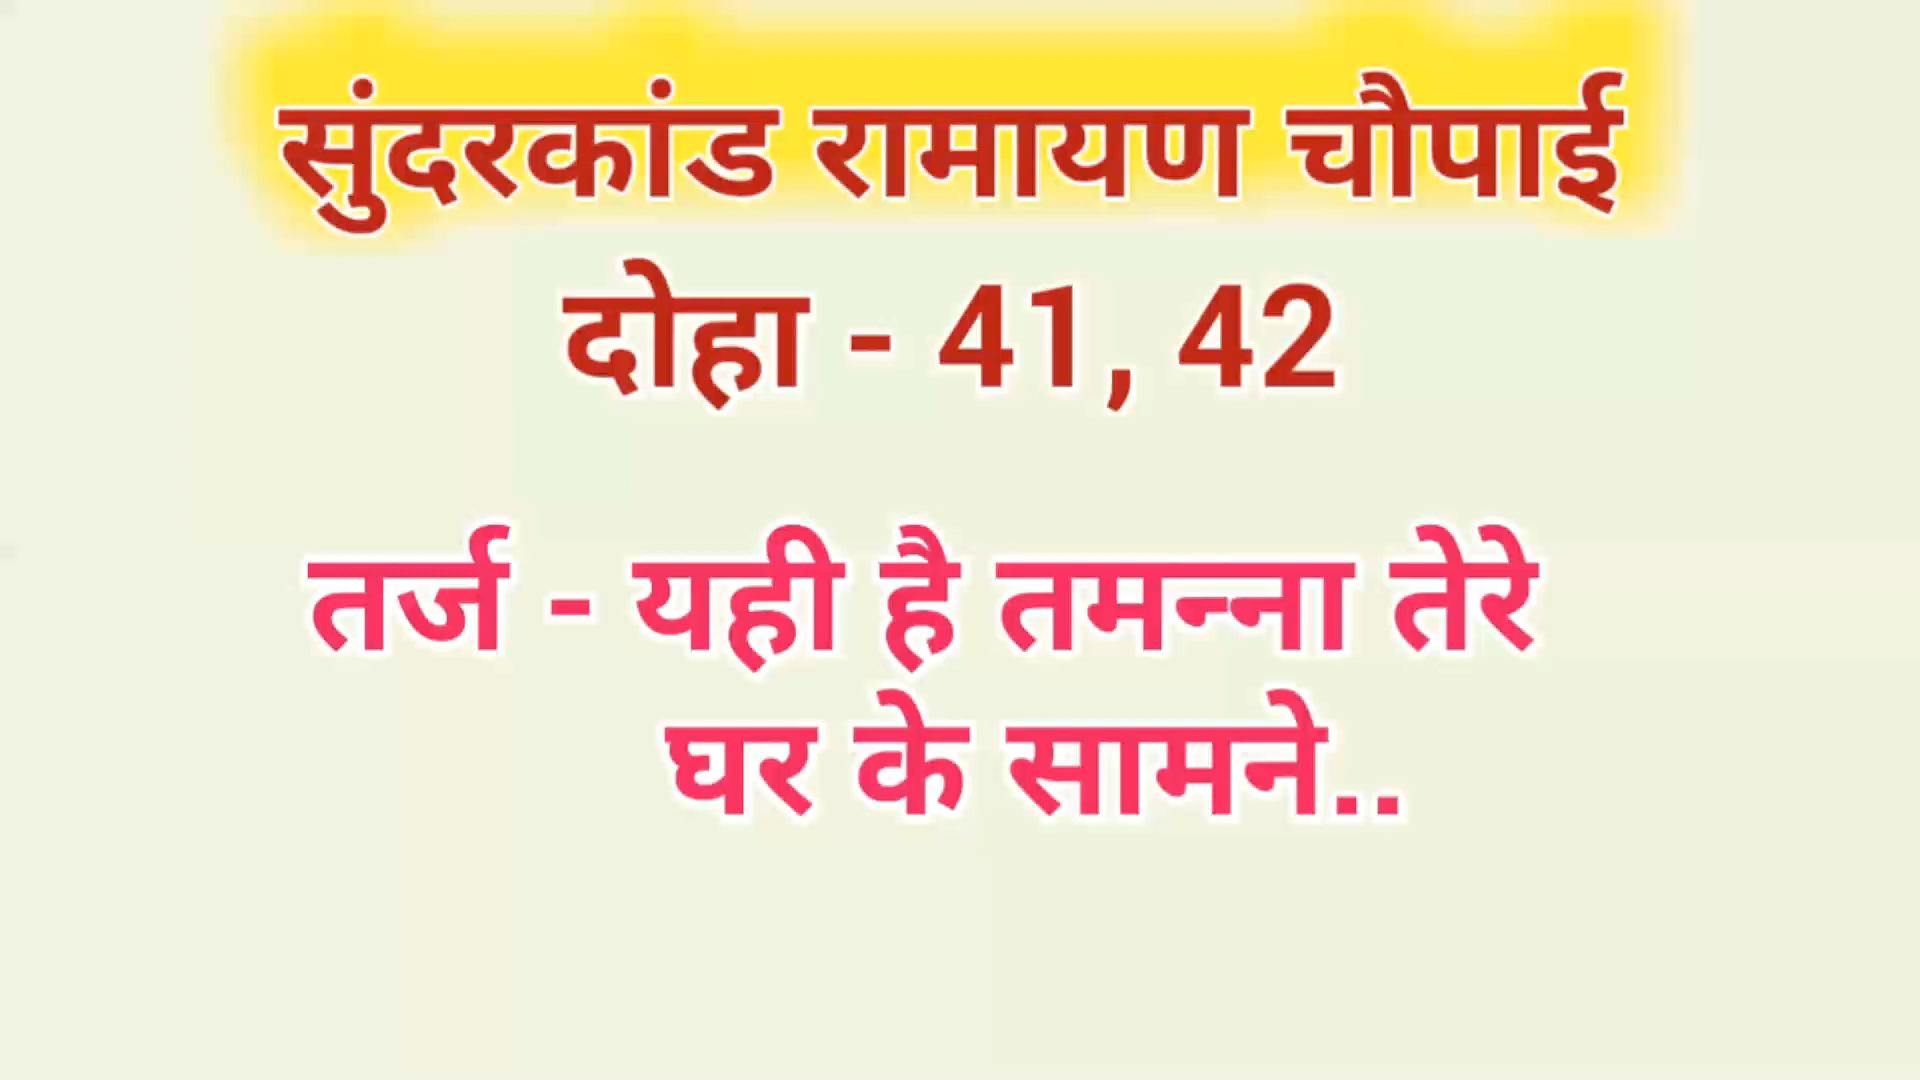 सुंदरकांड रामायण चौपाई
दोहा - 41, 42
तर्ज - यही है तमन्ना तेरे
घर के सामने..